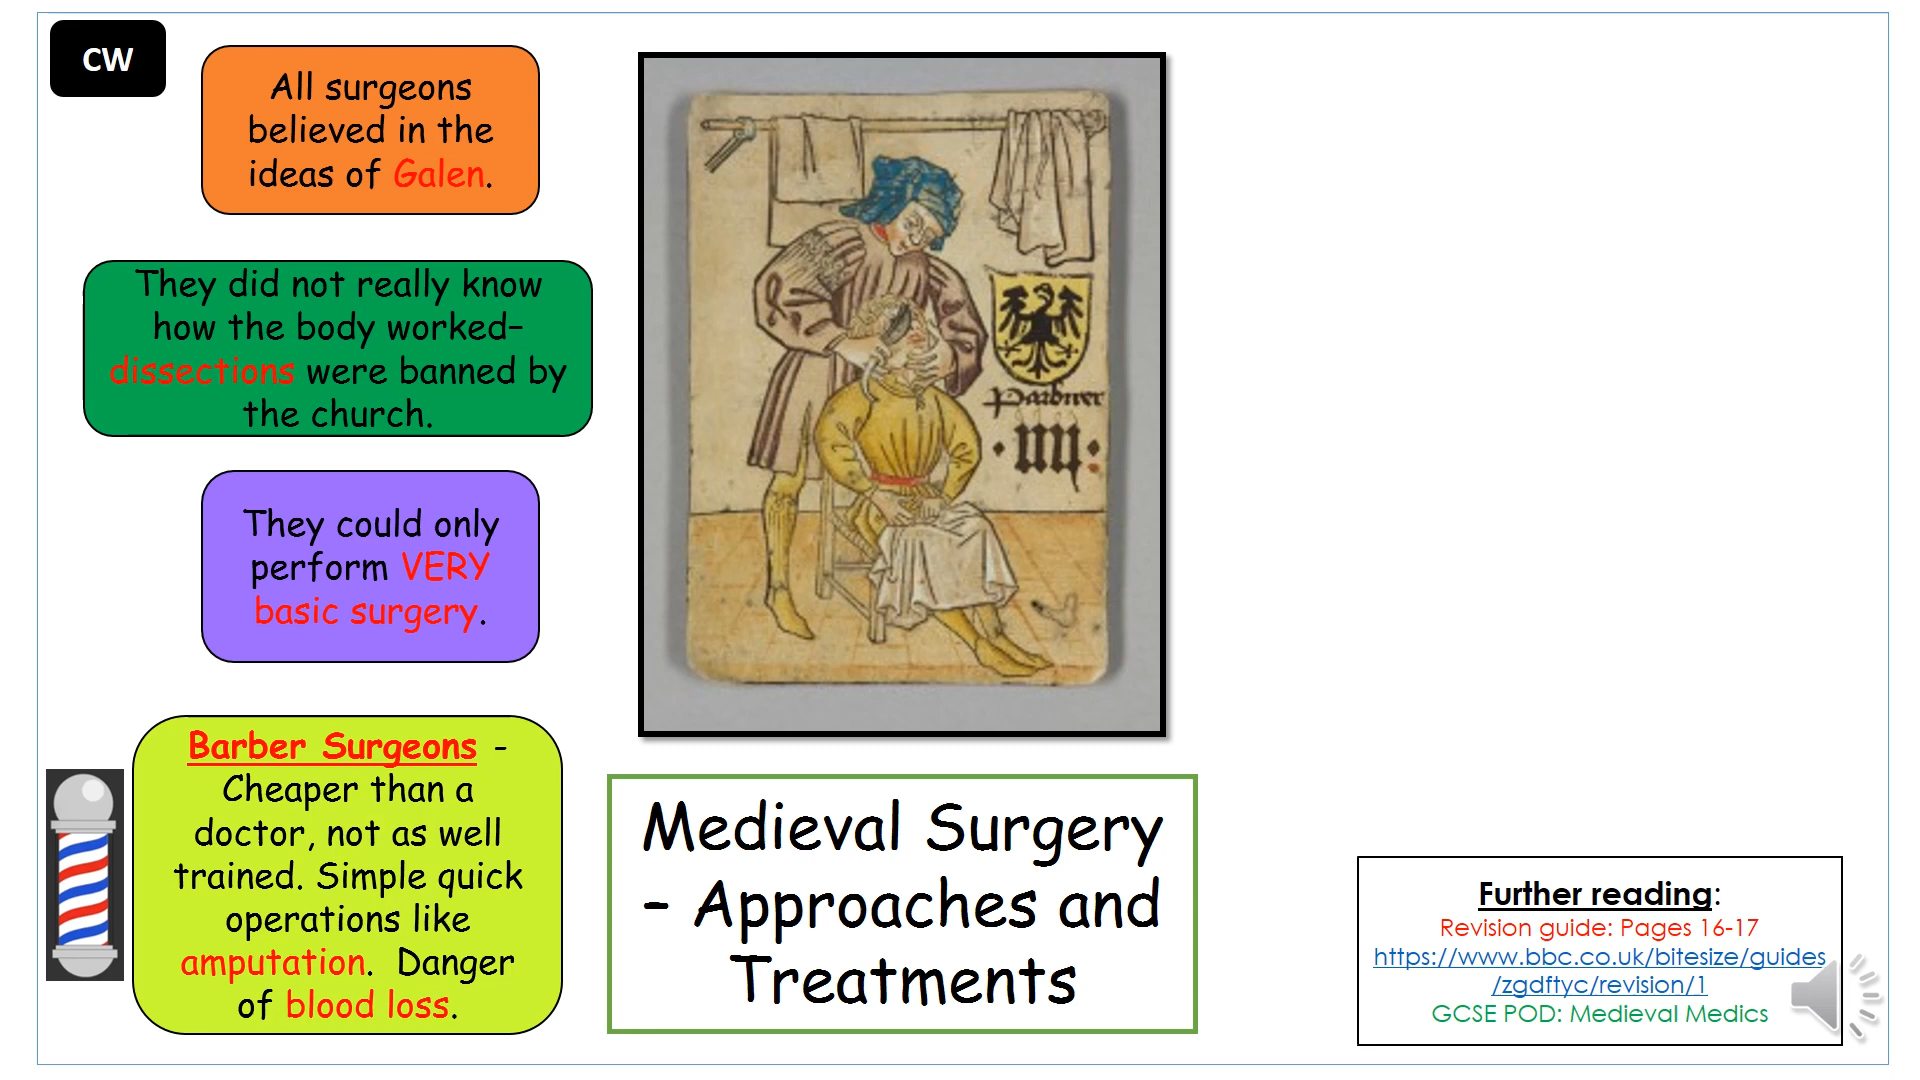 CW
All surgeons
believed in the
ideas of Galen.
They did not really know
how the body worked–
dissections were banned by
the church.
They could only
perform VERY
basic surgery.
Barber Surgeons -
Cheaper than a
doctor, not as well
trained. Simple quick
operations like
amputation.  Danger
of blood loss.
Medieval Surgery
– Approaches and
Treatments
Further reading:
Revision guide: Pages 16-17
https://www.bbc.co.uk/bitesize/guides
/zgdftyc/revision/1
GCSE POD: Medieval Medics